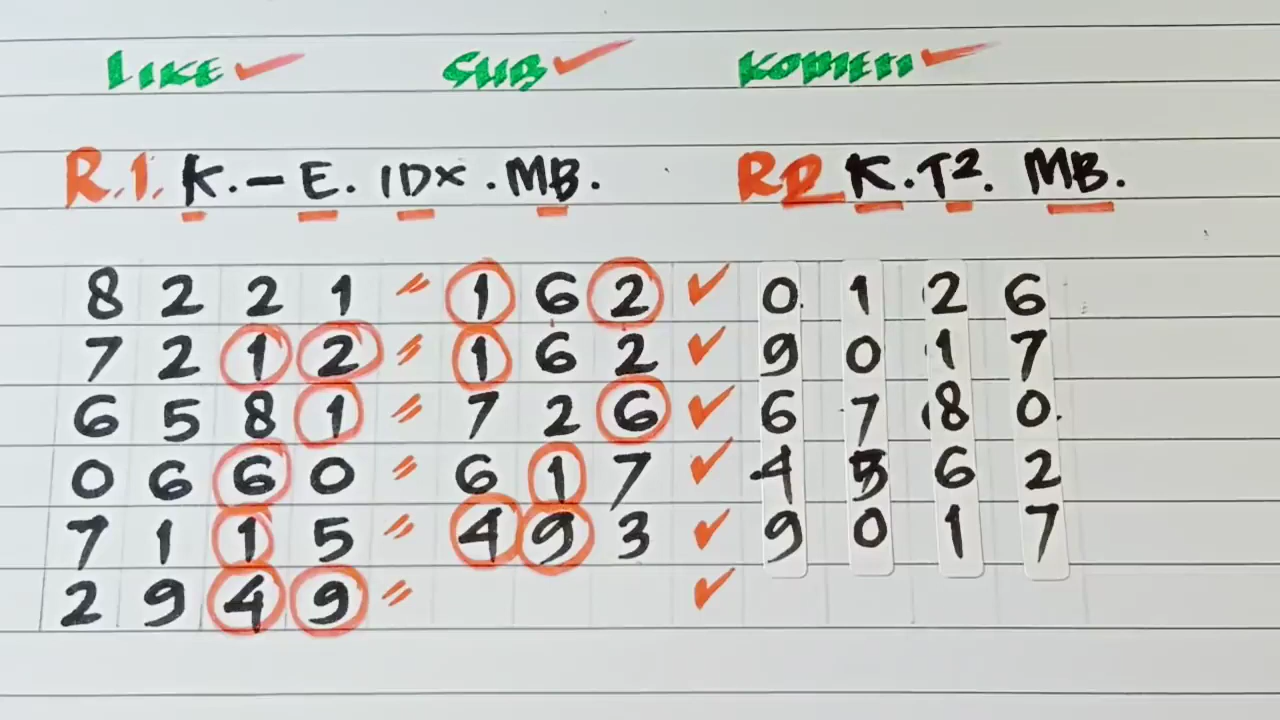 LIKE ✓ SUB ✓ KOMEN ✓
R.1. K.- E. IDX. MB. R2 K.T2. MB.
8 2 2 1 = 1 6 2 ✓ 0 1 2 6
7 2 1 2 = 1 6 2 ✓ 9 0 1 7
6 5 8 1 = 7 2 6 ✓ 6 7 8 0
0 6 6 0 = 6 1 7 ✓ 4 5 6 2
7 1 1 5 = 4 9 3 ✓ 9 0 1 7
2 9 4 9 = ✓